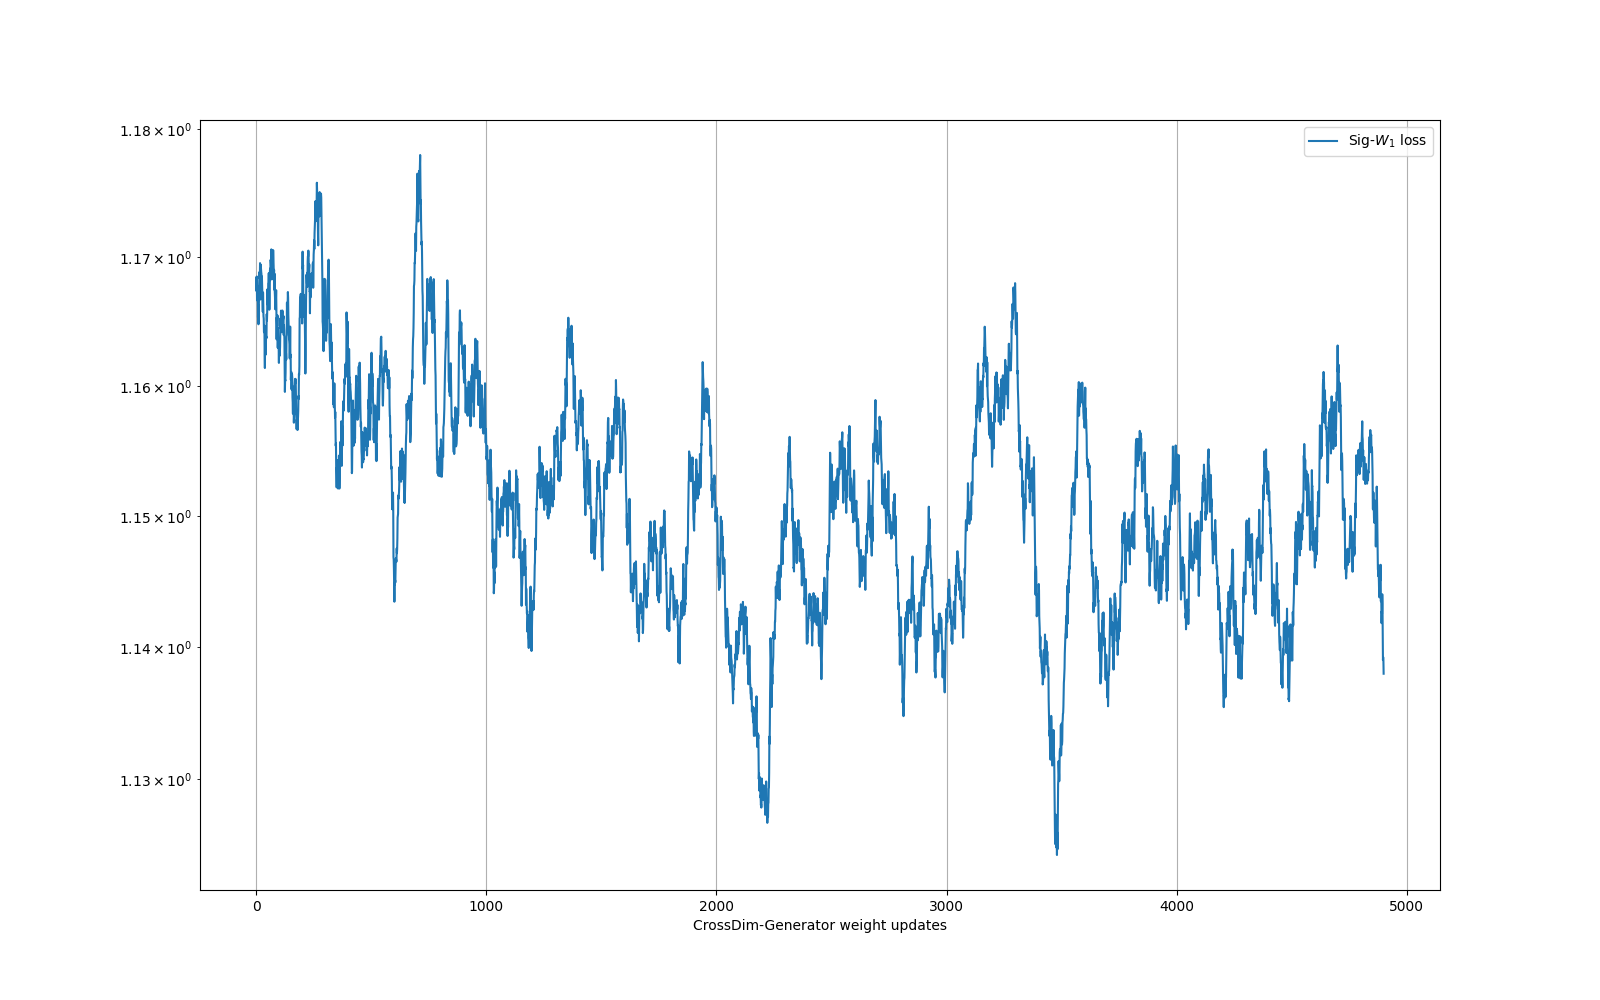 Sig-W₁ loss
1.18 × 10⁰
1.17 × 10⁰
1.16 × 10⁰
1.15 × 10⁰
1.14 × 10⁰
1.13 × 10⁰
0 1000 2000 3000 4000 5000
CrossDim-Generator weight updates